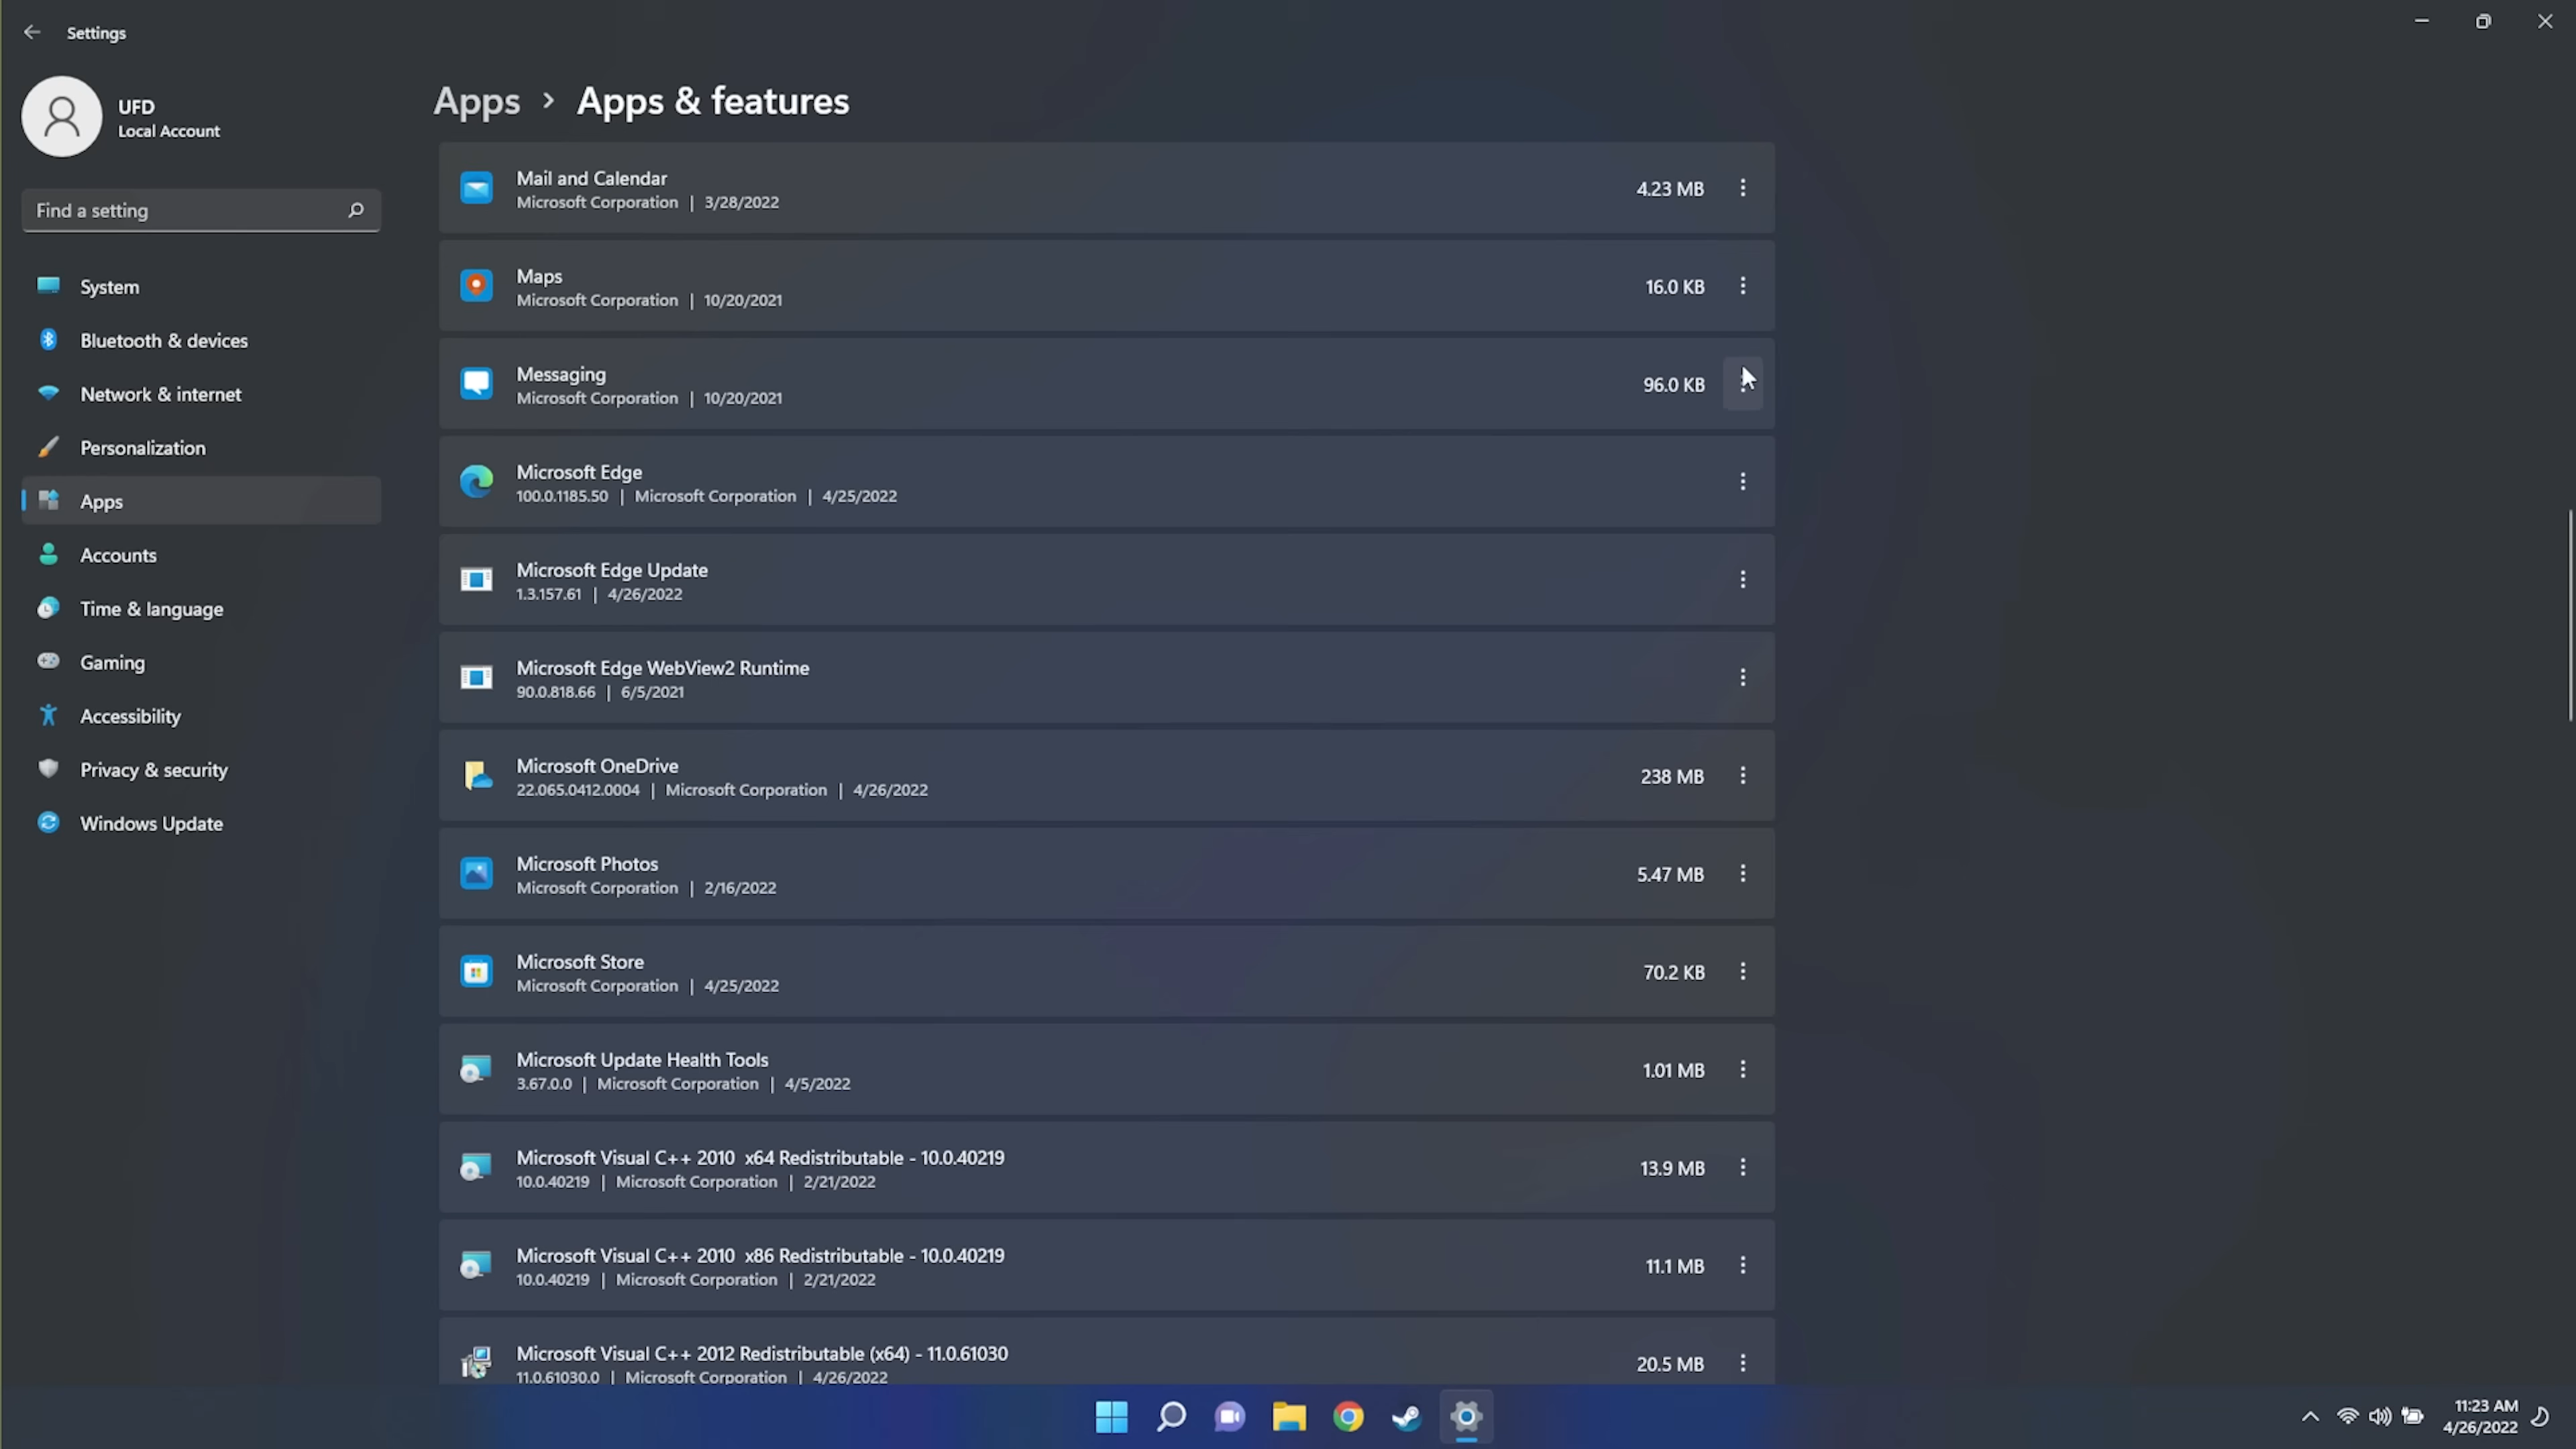 Settings
UFD
Local Account
Find a setting
System
Bluetooth & devices
Network & internet
Personalization
Apps
Accounts
Time & language
Gaming
Accessibility
Privacy & security
Windows Update
Apps > Apps & features
Mail and Calendar
Microsoft Corporation | 3/28/2022
4.23 MB
Maps
Microsoft Corporation | 10/20/2021
16.0 KB
Messaging
Microsoft Corporation | 10/20/2021
96.0 KB
Microsoft Edge
100.0.1185.50 | Microsoft Corporation | 4/25/2022
Microsoft Edge Update
1.3.157.61 | 4/26/2022
Microsoft Edge WebView2 Runtime
90.0.818.66 | 6/5/2021
Microsoft OneDrive
22.065.0412.0004 | Microsoft Corporation | 4/26/2022
238 MB
Microsoft Photos
Microsoft Corporation | 2/16/2022
5.47 MB
Microsoft Store
Microsoft Corporation | 4/25/2022
70.2 KB
Microsoft Update Health Tools
3.67.0.0 | Microsoft Corporation | 4/5/2022
1.01 MB
Microsoft Visual C++ 2010 x64 Redistributable - 10.0.40219
10.0.40219 | Microsoft Corporation | 2/21/2022
13.9 MB
Microsoft Visual C++ 2010 x86 Redistributable - 10.0.40219
10.0.40219 | Microsoft Corporation | 2/21/2022
11.1 MB
Microsoft Visual C++ 2012 Redistributable (x64) - 11.0.61030
11.0.61030.0 | Microsoft Corporation | 4/26/2022
20.5 MB
11:23 AM
4/26/2022